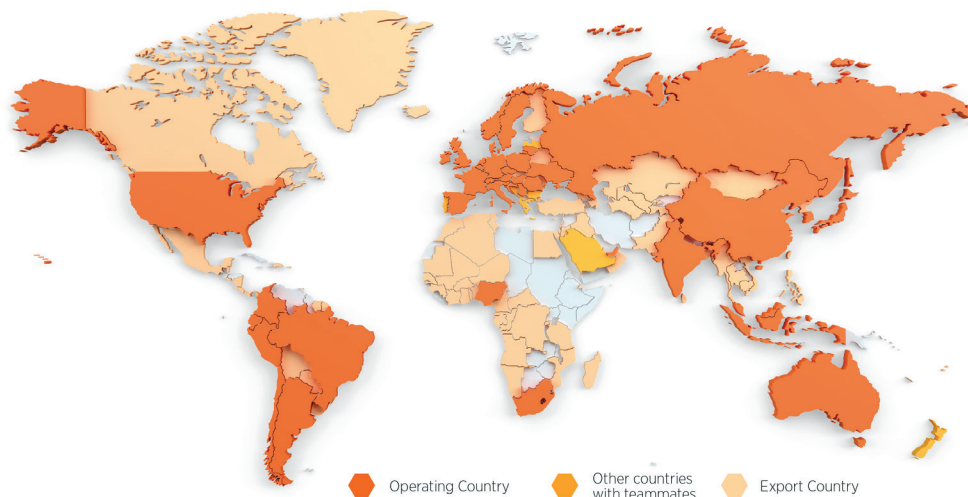 Operating Country
Other countries
with teammates
Export Country